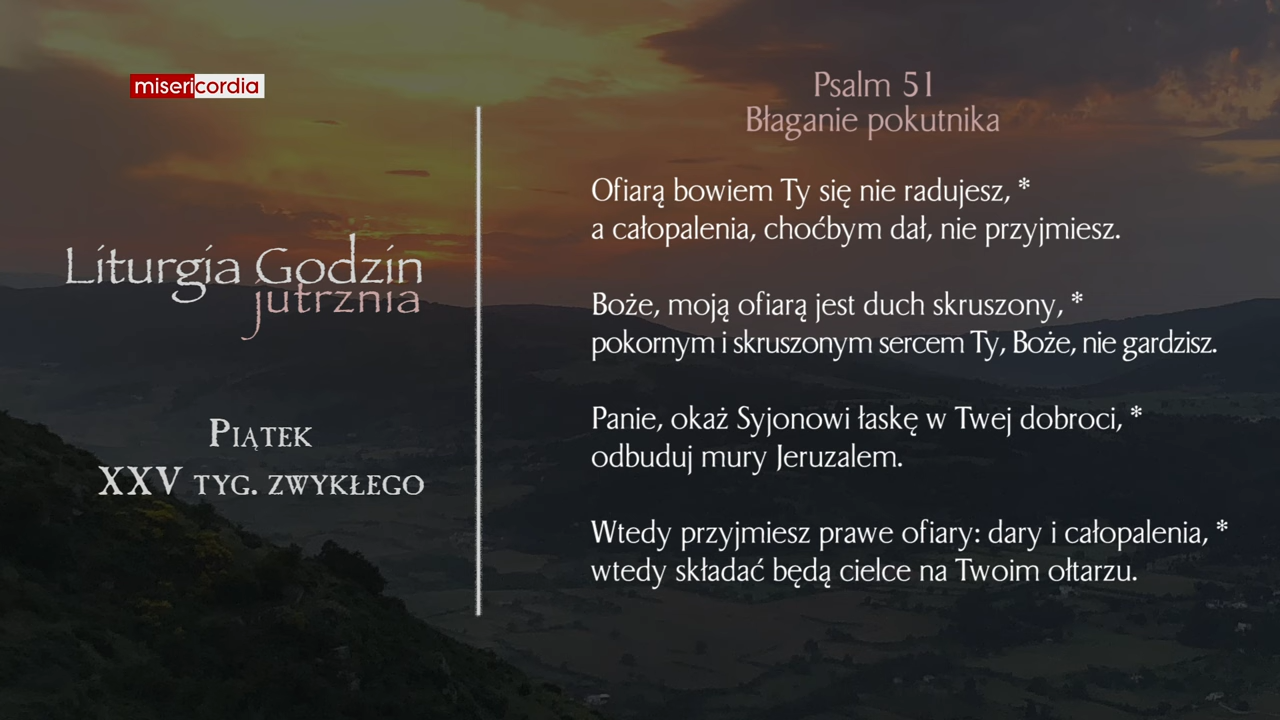 misericordia
Liturgia Godzin
jutrznia
Piątek
XXV tyg. zwykłego
Psalm 51
Błaganie pokutnika
Ofiarą bowiem Ty się nie radujesz, *
a całopalenia, choćbym dał, nie przyjmiesz.
Boże, moją ofiarą jest duch skruszony, *
pokornym i skruszonym sercem Ty, Boże, nie gardzisz.
Panie, okaż Syjonowi łaskę w Twej dobroci, *
odbuduj mury Jeruzalem.
Wtedy przyjmiesz prawe ofiary: dary i całopalenia, *
wtedy składać będą cielce na Twoim ołtarzu.